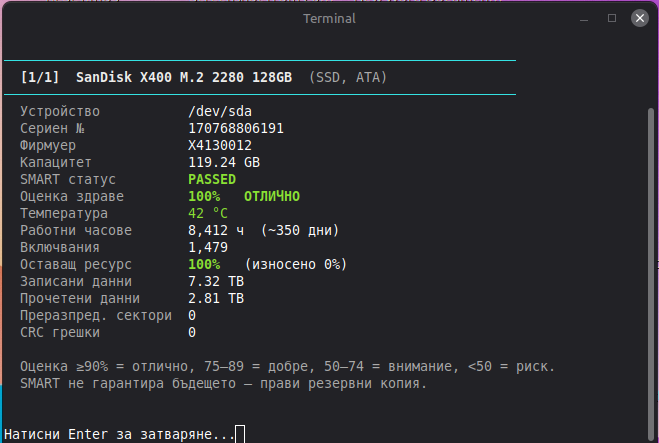 Terminal
[1/1] SanDisk X400 M.2 2280 128GB (SSD, ATA)
Устройство /dev/sda
Сериен № 170768806191
Фирмуер X4130012
Капацитет 119.24 GB
SMART статус PASSED
Оценка здраве 100% ОТЛИЧНО
Температура 42 °C
Работни часове 8,412 ч (~350 дни)
Включвания 1,479
Оставащ ресурс 100% (износено 0%)
Записани данни 7.32 TB
Прочетени данни 2.81 TB
Преразпред. сектори 0
CRC грешки 0
Оценка ≥90% = отлично, 75–89 = добре, 50–74 = внимание, <50 = риск.
SMART не гарантира бъдещето — прави резервни копия.
Натисни Enter за затваряне...